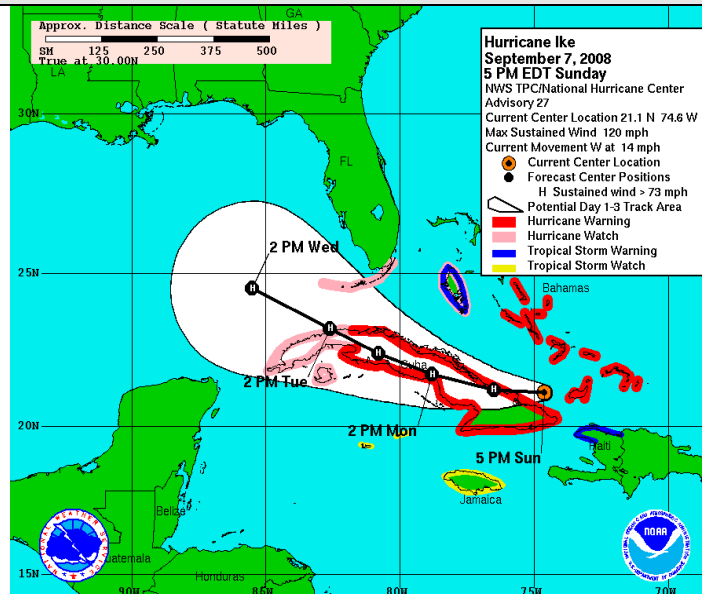 GA
Approx. Distance Scale ( Statute Miles )
SM 125 250 375 500
True at 30.00N
LA
30N
FL
Hurricane Ike
September 7, 2008
5 PM EDT Sunday
NWS TPC/National Hurricane Center
Advisory 27
Current Center Location 21.1 N 74.6 W
Max Sustained Wind 120 mph
Current Movement W at 14 mph
Current Center Location
Forecast Center Positions
H Sustained wind > 73 mph
Potential Day 1-3 Track Area
Hurricane Warning
Hurricane Watch
Tropical Storm Warning
Tropical Storm Watch
2 PM Wed
25N
Bahamas
H
H
H
Cuba
H
H
2 PM Tue
2 PM Mon
20N
5 PM Sun
Haiti
Jamaica
Belize
NATIONAL WEATHER SERVICE
NOAA
Guatemala
15N
Honduras
90W 85W 80W 75W 70W